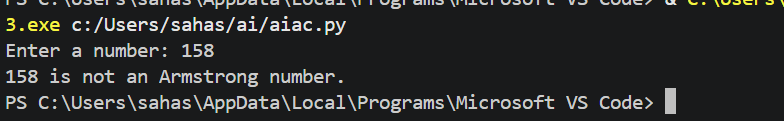 3.exe c:/Users/sahas/ai/aiac.py
Enter a number: 158
158 is not an Armstrong number.
PS C:\Users\sahas\AppData\Local\Programs\Microsoft VS Code>